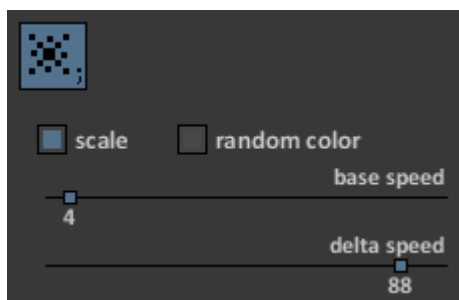 ;
scale
random color
base speed
4
delta speed
88